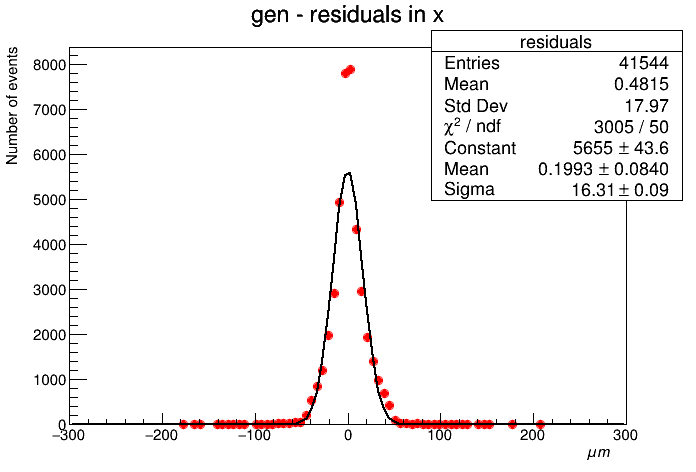 gen - residuals in x
residuals
Entries 41544
Mean 0.4815
Std Dev 17.97
χ² / ndf 3005 / 50
Constant 5655 ± 43.6
Mean 0.1993 ± 0.0840
Sigma 16.31 ± 0.09
Number of events
8000
7000
6000
5000
4000
3000
2000
1000
0
−300 −200 −100 0 100 200 300
μm